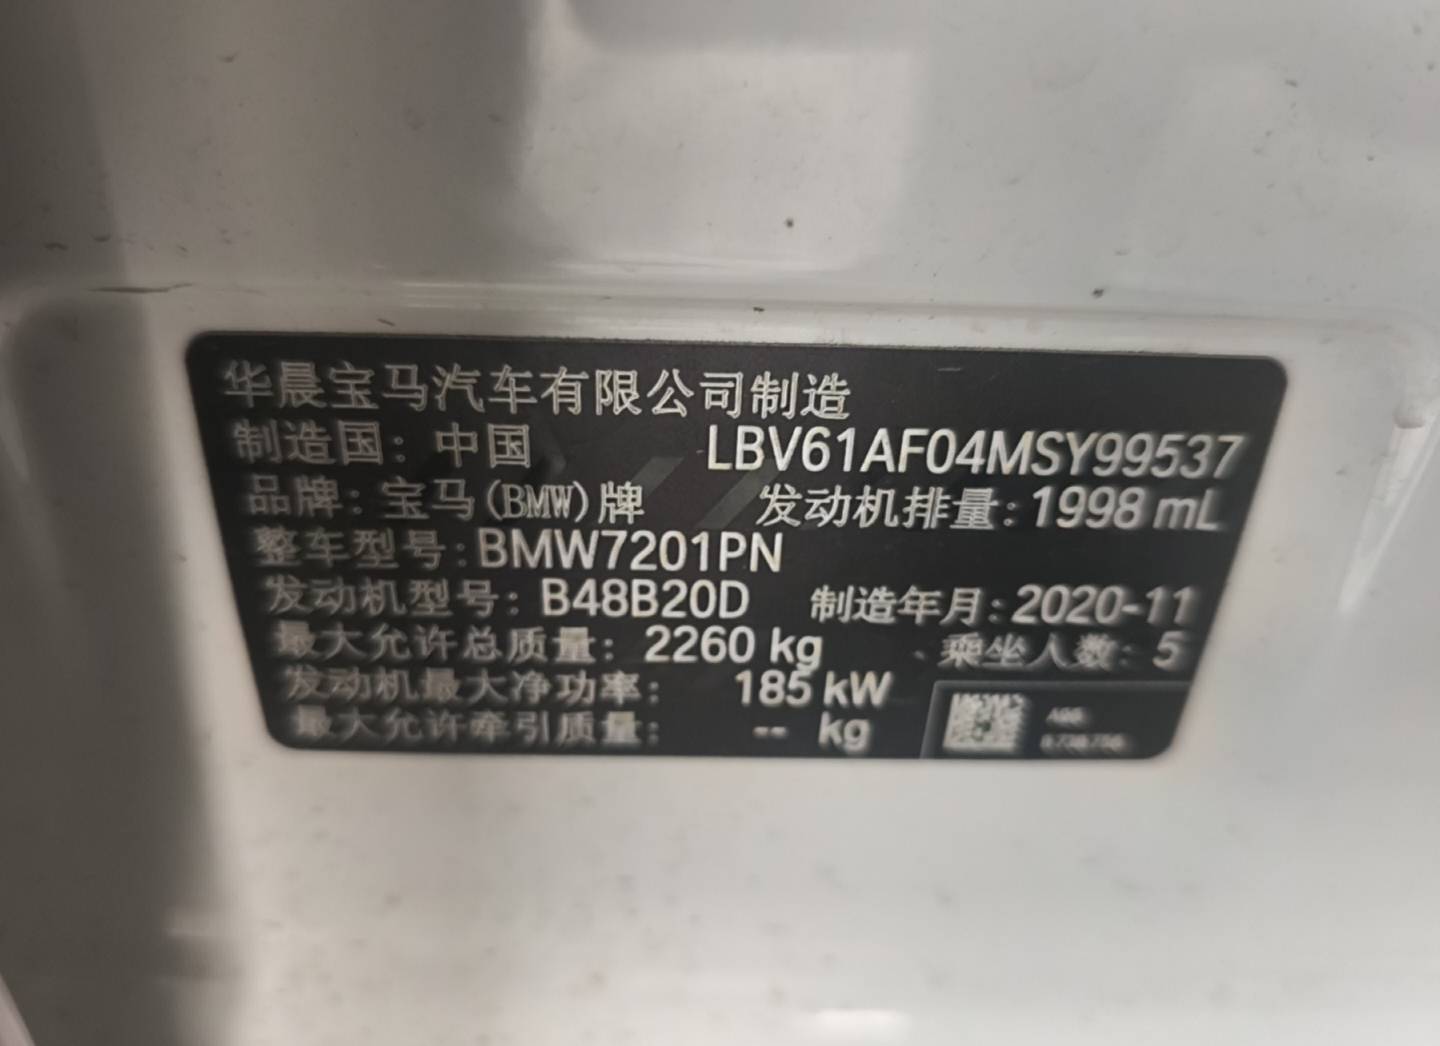 华晨宝马汽车有限公司制造
制造国：中国 LBV61AF04MSY99537
品牌：宝马(BMW)牌 发动机排量：1998 mL
整车型号：BMW7201PN
发动机型号：B48B20D 制造年月：2020-11
最大允许总质量：2260 kg 、乘坐人数：5
发动机最大净功率：185 kW
最大允许牵引质量：-- kg